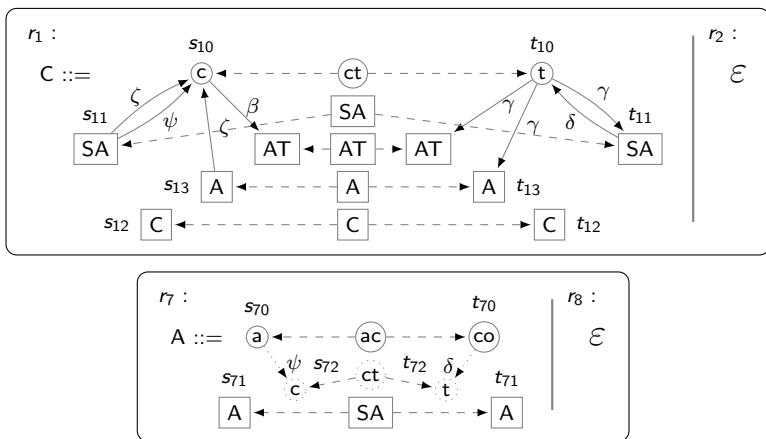 r₁ : s₁₀ t₁₀ r₂ :
C ::= c ct t ε
ζ β γ γ
s₁₁ ψ SA δ t₁₁
SA ζ AT AT AT γ SA
s₁₃ A A A t₁₃
s₁₂ C C C t₁₂
r₇ : s₇₀ t₇₀ r₈ :
A ::= a ac co ε
ψ s₇₂ ct t₇₂ δ
s₇₁ c t t₇₁
A SA A